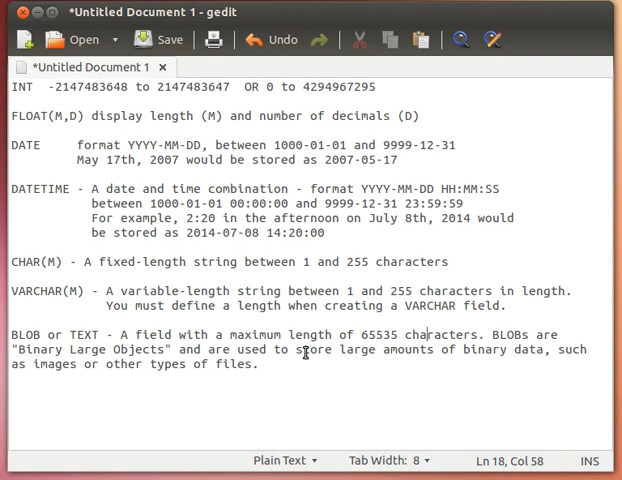 *Untitled Document 1 - gedit
Open Save Undo
*Untitled Document 1
INT -2147483648 to 2147483647 OR 0 to 4294967295
FLOAT(M,D) display length (M) and number of decimals (D)
DATE format YYYY-MM-DD, between 1000-01-01 and 9999-12-31
May 17th, 2007 would be stored as 2007-05-17
DATETIME - A date and time combination - format YYYY-MM-DD HH:MM:SS
between 1000-01-01 00:00:00 and 9999-12-31 23:59:59
For example, 2:20 in the afternoon on July 8th, 2014 would
be stored as 2014-07-08 14:20:00
CHAR(M) - A fixed-length string between 1 and 255 characters
VARCHAR(M) - A variable-length string between 1 and 255 characters in length.
You must define a length when creating a VARCHAR field.
BLOB or TEXT - A field with a maximum length of 65535 characters. BLOBs are
"Binary Large Objects" and are used to store large amounts of binary data, such
as images or other types of files.
Plain Text Tab Width: 8 Ln 18, Col 58 INS